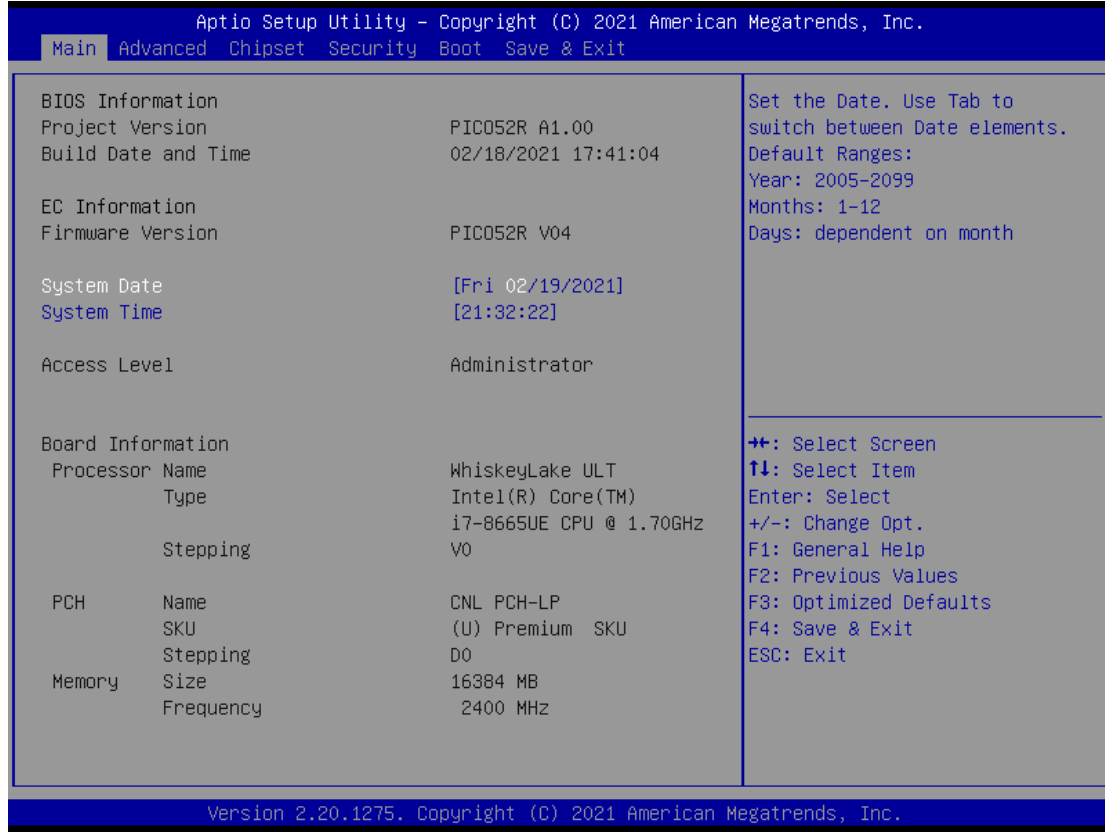 Aptio Setup Utility – Copyright (C) 2021 American Megatrends, Inc.
Main Advanced Chipset Security Boot Save & Exit
BIOS Information
Project Version PICO52R A1.00
Build Date and Time 02/18/2021 17:41:04
EC Information
Firmware Version PICO52R V04
System Date [Fri 02/19/2021]
System Time [21:32:22]
Access Level Administrator
Board Information
Processor Name WhiskeyLake ULT
Type Intel(R) Core(TM)
i7-8665UE CPU @ 1.70GHz
Stepping V0
PCH Name CNL PCH-LP
SKU (U) Premium SKU
Stepping D0
Memory Size 16384 MB
Frequency 2400 MHz
Set the Date. Use Tab to
switch between Date elements.
Default Ranges:
Year: 2005-2099
Months: 1-12
Days: dependent on month
→←: Select Screen
↑↓: Select Item
Enter: Select
+/-: Change Opt.
F1: General Help
F2: Previous Values
F3: Optimized Defaults
F4: Save & Exit
ESC: Exit
Version 2.20.1275. Copyright (C) 2021 American Megatrends, Inc.